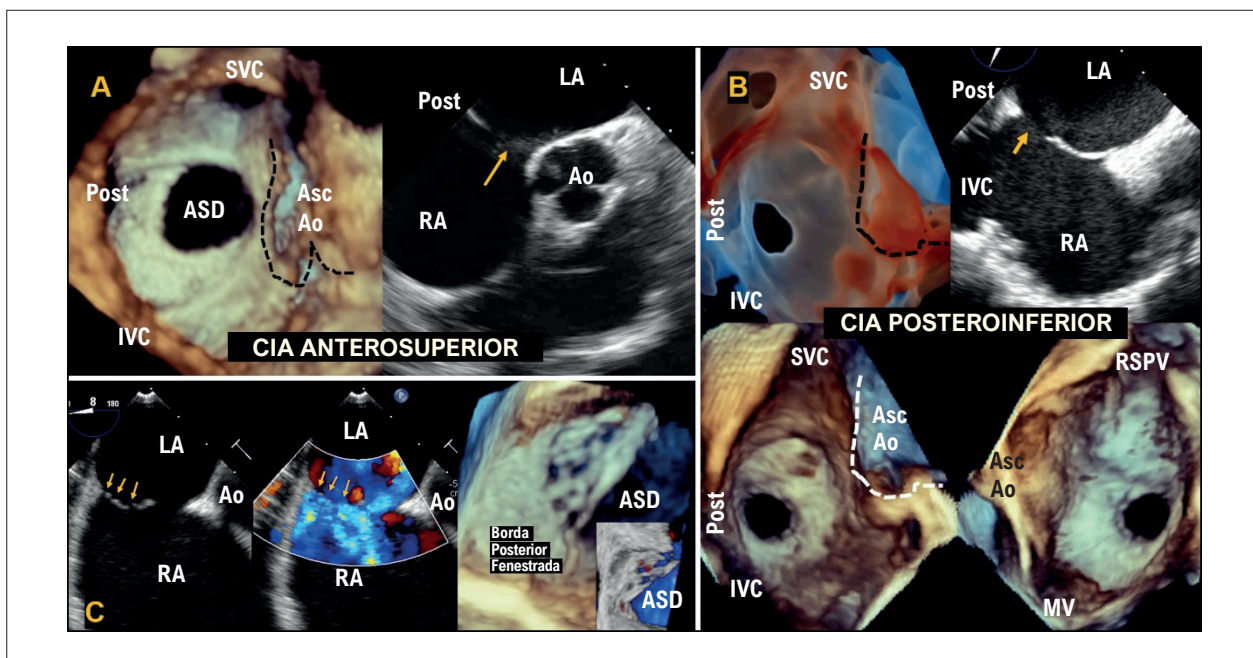 A
SVC
Post
ASD
Asc
Ao
IVC
LA
Post
Ao
RA
CIA ANTEROSUPERIOR
B
SVC
Post
IVC
LA
Post
IVC
RA
CIA POSTEROINFERIOR
SVC
Asc
Ao
Post
IVC
RSPV
Asc
Ao
MV
C
8
180
LA
Ao
RA
LA
Ao
RA
ASD
Borda
Posterior
Fenestrada
ASD